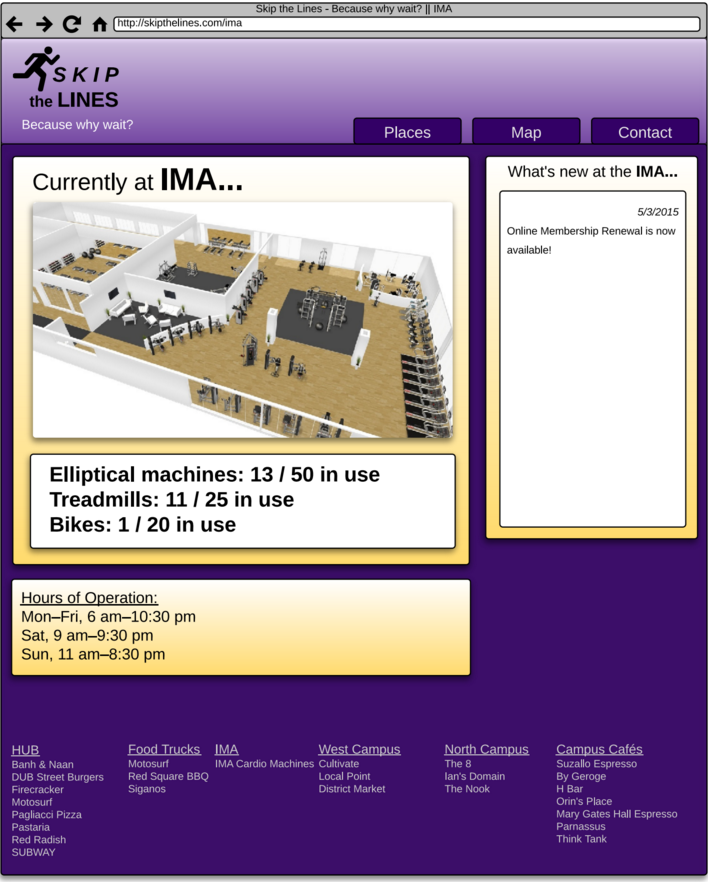 Skip the Lines - Because why wait? || IMA
http://skipthelines.com/ima
SKIP
the LINES
Because why wait?
Places
Map
Contact
Currently at IMA...
Elliptical machines: 13 / 50 in use
Treadmills: 11 / 25 in use
Bikes: 1 / 20 in use
What's new at the IMA...
5/3/2015
Online Membership Renewal is now
available!
Hours of Operation:
Mon–Fri, 6 am–10:30 pm
Sat, 9 am–9:30 pm
Sun, 11 am–8:30 pm
HUB
Banh & Naan
DUB Street Burgers
Firecracker
Motosurf
Pagliacci Pizza
Pastaria
Red Radish
SUBWAY
Food Trucks
Motosurf
Red Square BBQ
Siganos
IMA
IMA Cardio Machines
West Campus
Cultivate
Local Point
District Market
North Campus
The 8
Ian's Domain
The Nook
Campus Cafés
Suzallo Espresso
By Geroge
H Bar
Orin's Place
Mary Gates Hall Espresso
Parnassus
Think Tank